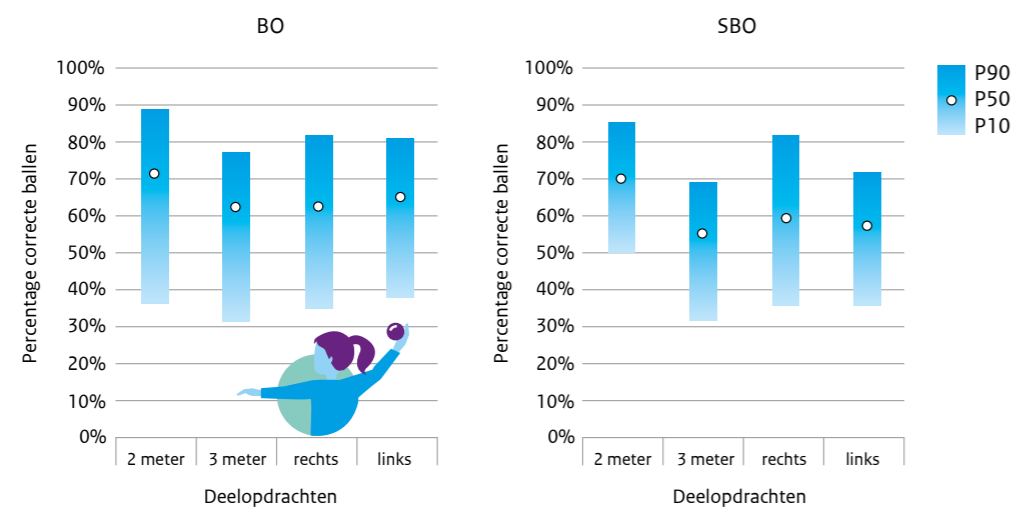 BO
100%
90%
80%
70%
60%
50%
40%
30%
20%
10%
0%
Percentage correcte ballen
2 meter
3 meter
rechts
links
Deelopdrachten
SBO
100%
90%
80%
70%
60%
50%
40%
30%
20%
10%
0%
Percentage correcte ballen
2 meter
3 meter
rechts
links
Deelopdrachten
P90
P50
P10